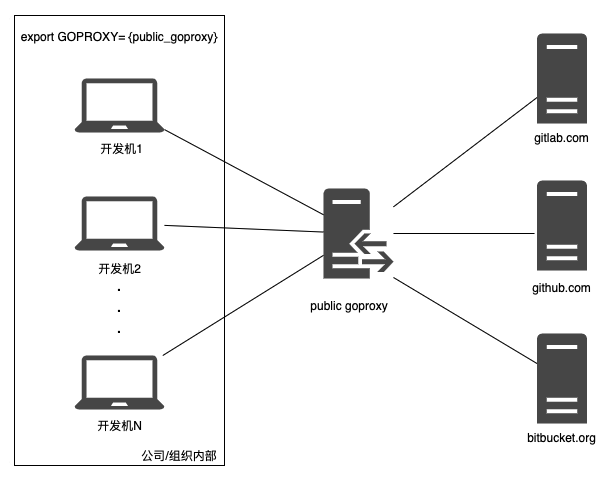 export GOPROXY= {public_goproxy}
开发机1
开发机2
.
.
.
开发机N
公司/组织内部
public goproxy
gitlab.com
github.com
bitbucket.org